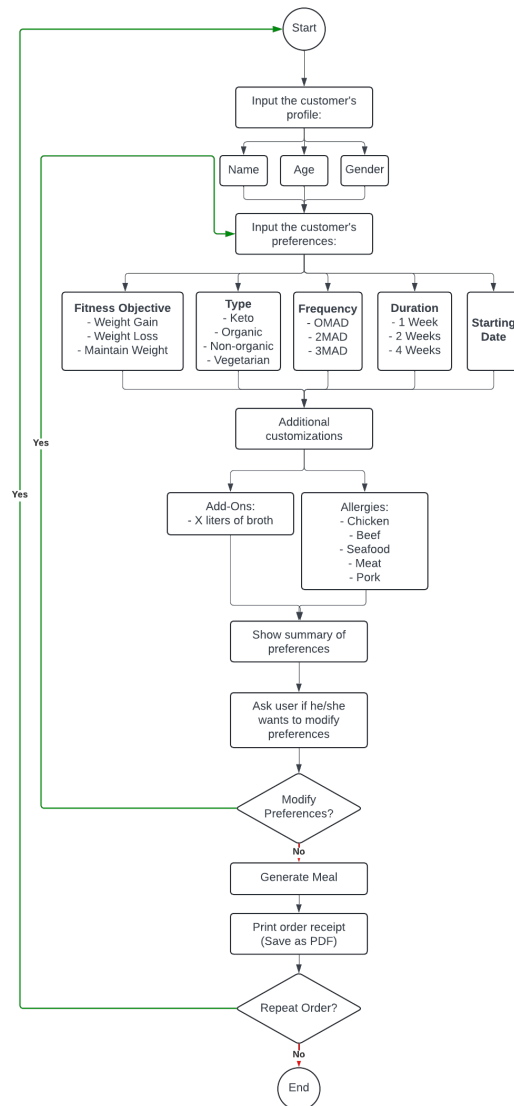 Start
Input the customer's
profile:
Name
Age
Gender
Input the customer's
preferences:
Fitness Objective
- Weight Gain
- Weight Loss
- Maintain Weight
Type
- Keto
- Organic
- Non-organic
- Vegetarian
Frequency
- OMAD
- 2MAD
- 3MAD
Duration
- 1 Week
- 2 Weeks
- 4 Weeks
Starting
Date
Additional
customizations
Yes
Add-Ons:
- X liters of broth
Allergies:
- Chicken
- Beef
- Seafood
- Meat
- Pork
Yes
Show summary of
preferences
Ask user if he/she
wants to modify
preferences
Modify
Preferences?
No
Generate Meal
Print order receipt
(Save as PDF)
Repeat Order?
No
End